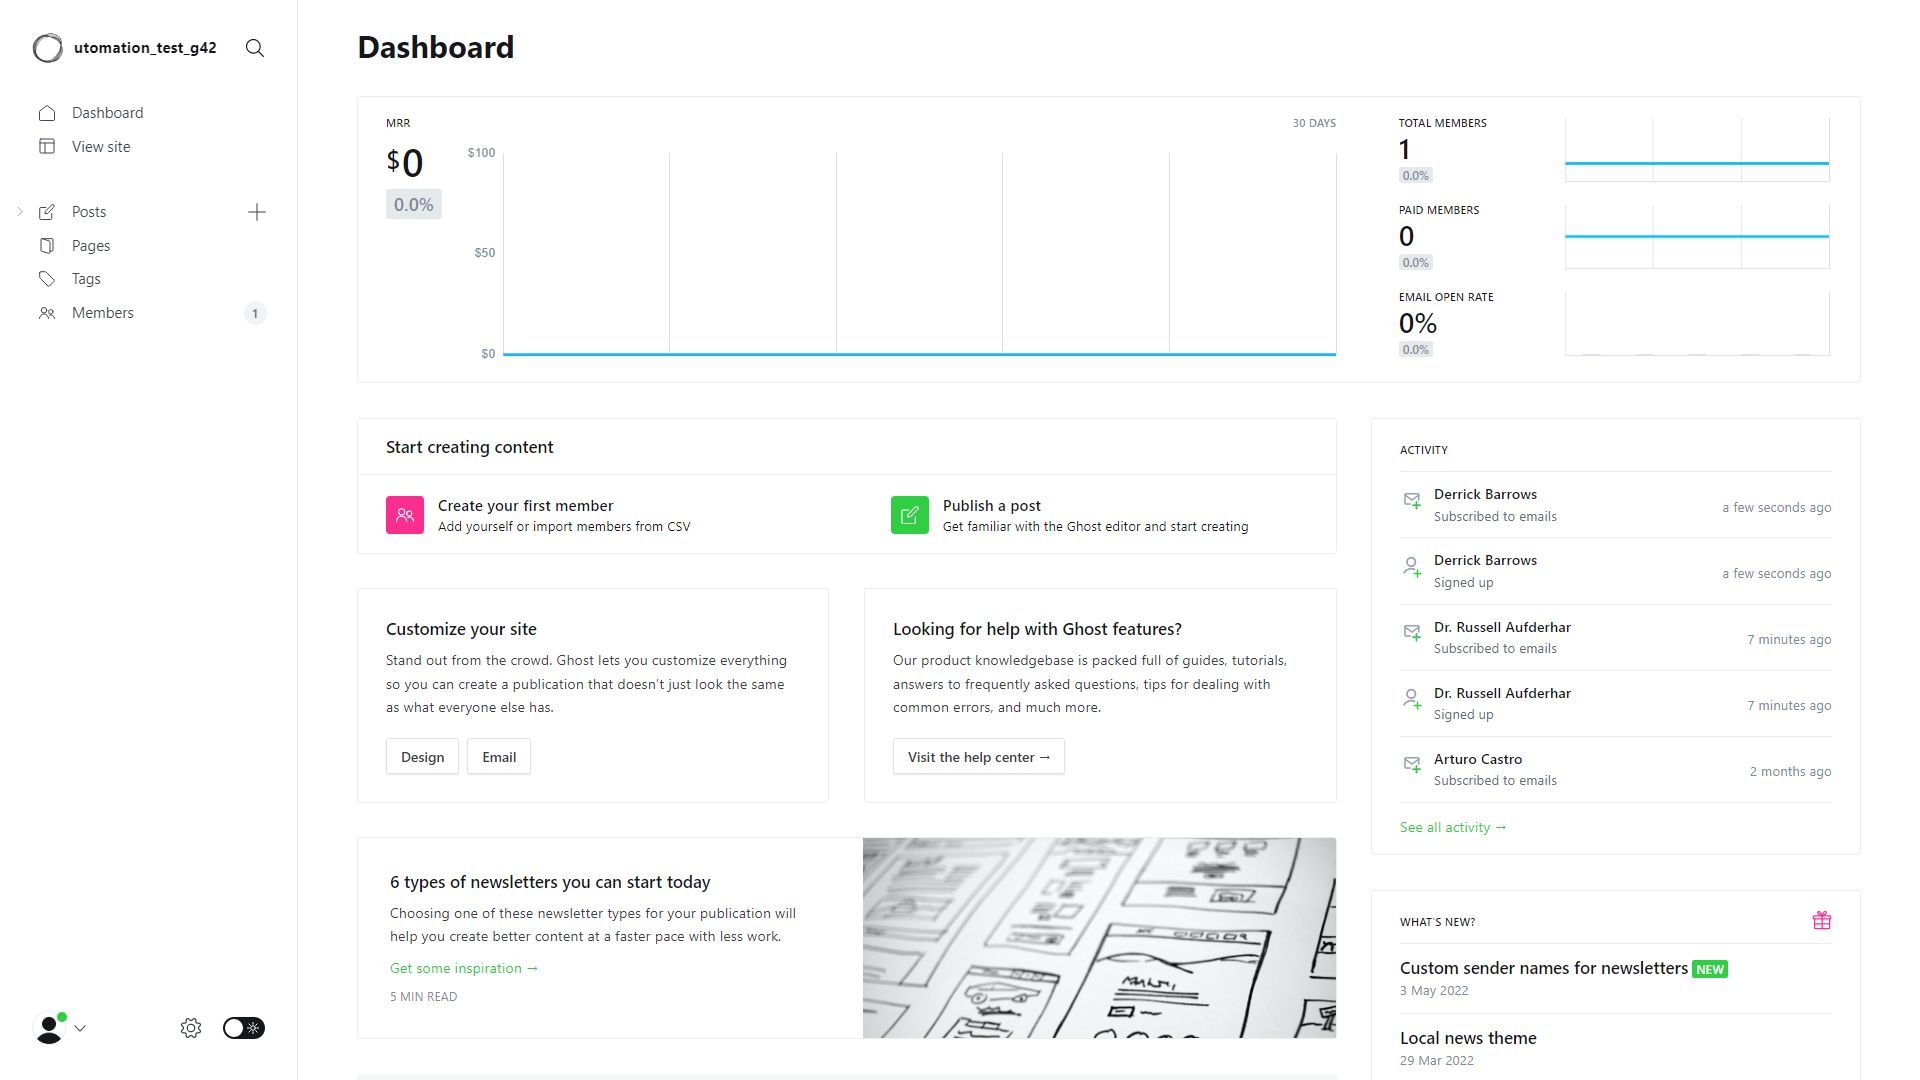 utomation_test_g42
Dashboard
View site
Posts
Pages
Tags
Members
1
Dashboard
MRR
30 DAYS
$0
0.0%
$100
$50
$0
TOTAL MEMBERS
1
0.0%
PAID MEMBERS
0
0.0%
EMAIL OPEN RATE
0%
0.0%
Start creating content
Create your first member
Add yourself or import members from CSV
Publish a post
Get familiar with the Ghost editor and start creating
Customize your site
Stand out from the crowd. Ghost lets you customize everything
so you can create a publication that doesn't just look the same
as what everyone else has.
Design
Email
Looking for help with Ghost features?
Our product knowledgebase is packed full of guides, tutorials,
answers to frequently asked questions, tips for dealing with
common errors, and much more.
Visit the help center →
6 types of newsletters you can start today
Choosing one of these newsletter types for your publication will
help you create better content at a faster pace with less work.
Get some inspiration →
5 MIN READ
ACTIVITY
Derrick Barrows
Subscribed to emails
a few seconds ago
Derrick Barrows
Signed up
a few seconds ago
Dr. Russell Aufderhar
Subscribed to emails
7 minutes ago
Dr. Russell Aufderhar
Signed up
7 minutes ago
Arturo Castro
Subscribed to emails
2 months ago
See all activity →
WHAT'S NEW?
Custom sender names for newsletters NEW
3 May 2022
Local news theme
29 Mar 2022